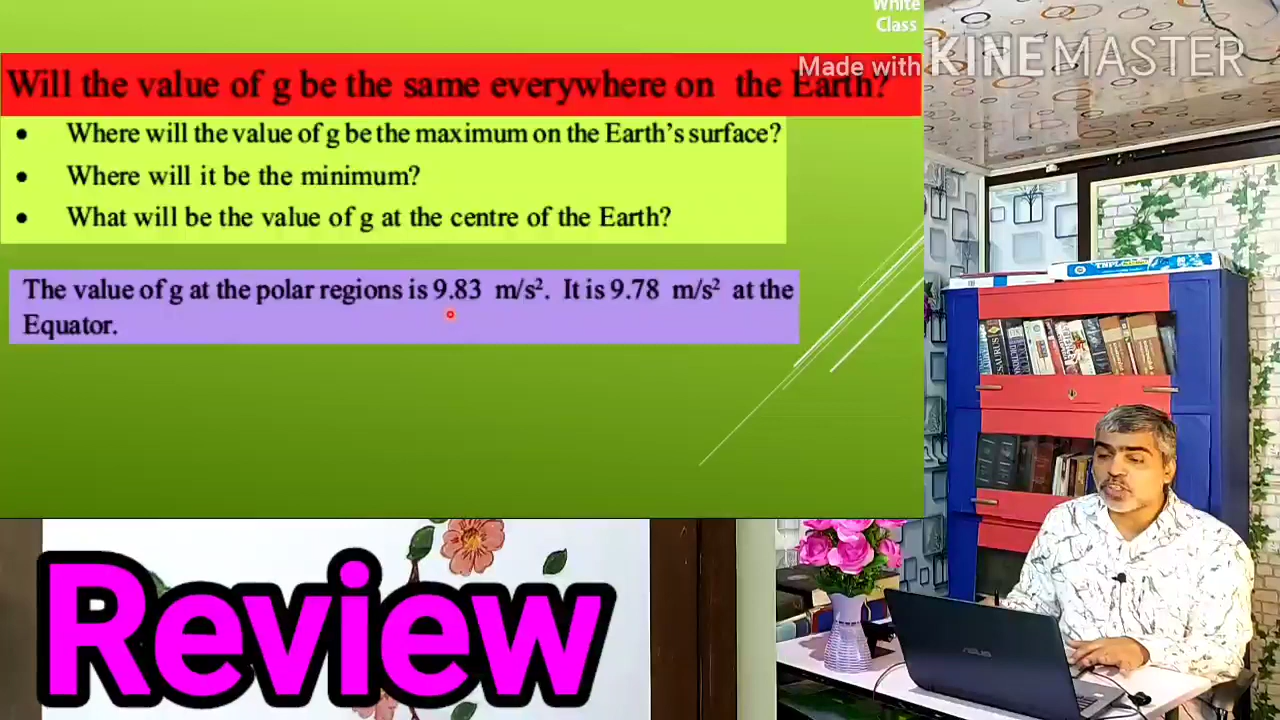 White
Class
Made with KINEMASTER
Will the value of g be the same everywhere on the Earth?
• Where will the value of g be the maximum on the Earth's surface?
• Where will it be the minimum?
• What will be the value of g at the centre of the Earth?
The value of g at the polar regions is 9.83 m/s². It is 9.78 m/s² at the
Equator.
Review
ASUS